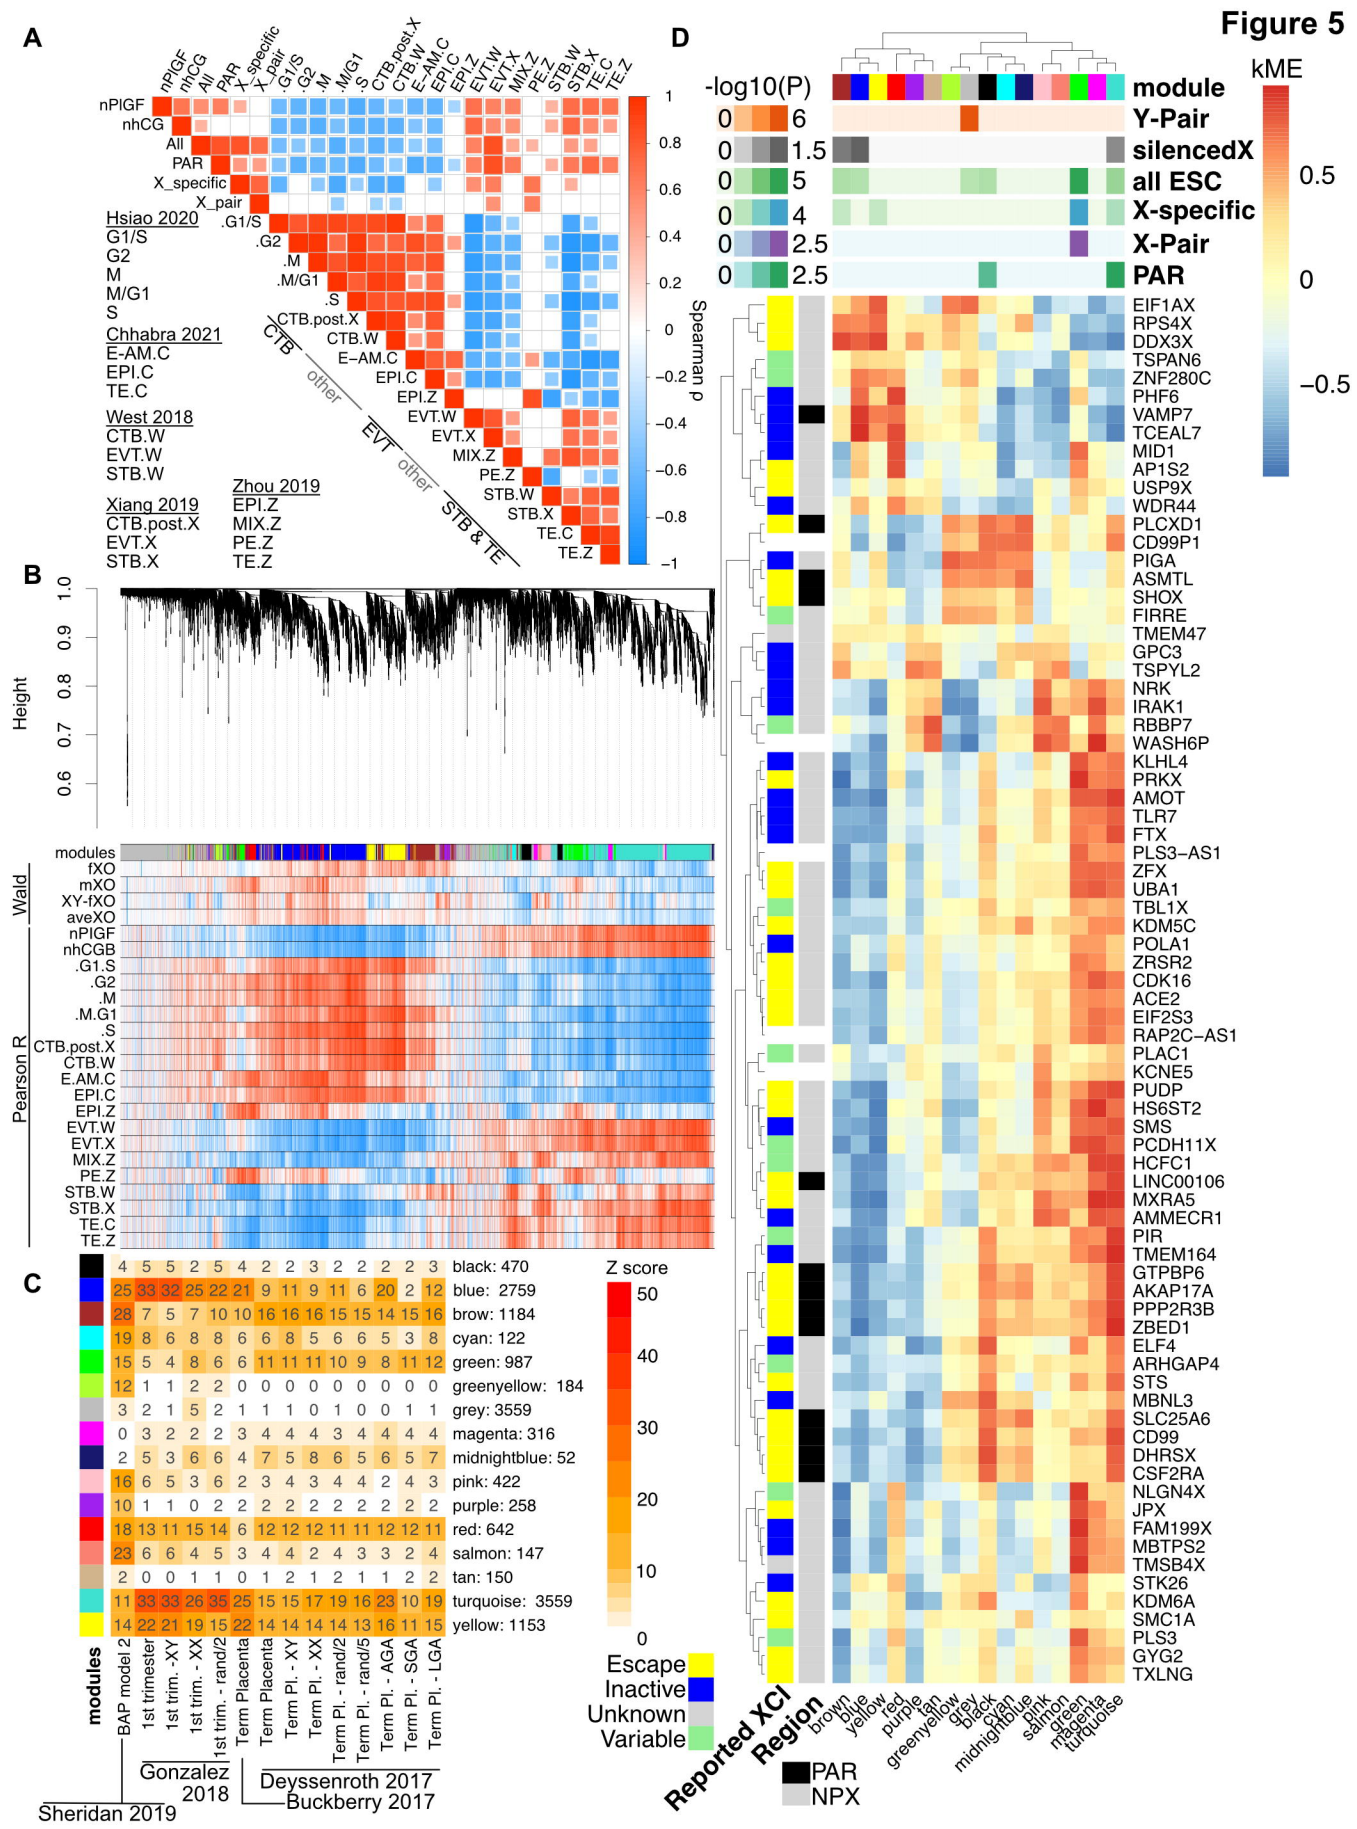 Figure 5
A
nPlGF
nhCG
All
PAR
X_specific
X_pair
.G1/S
.G2
.M
.M/G1
.S
CTB.post.X
CTB.W
E-AM.C
EPI.C
EPI.Z
EVT.W
EVT.X
MIX.Z
PE.Z
STB.W
STB.X
TE.C
TE.Z
nPlGF
nhCG
All
PAR
X_specific
X_pair
.G1/S
.G2
.M
.M/G1
.S
CTB.post.X
CTB.W
E−AM.C
EPI.C
EPI.Z
EVT.W
EVT.X
MIX.Z
PE.Z
STB.W
STB.X
TE.C
TE.Z
1
0.8
0.6
0.4
0.2
0
−0.2
−0.4
−0.6
−0.8
−1
Spearman ρ
CTB
other
EVT
other
STB & TE
Hsiao 2020
G1/S
G2
M
M/G1
S
Chhabra 2021
E-AM.C
EPI.C
TE.C
West 2018
CTB.W
EVT.W
STB.W
Xiang 2019
CTB.post.X
EVT.X
STB.X
Zhou 2019
EPI.Z
MIX.Z
PE.Z
TE.Z
B
Height
1.0
0.9
0.8
0.7
0.6
modules
Wald
fXO
mXO
XY-fXO
aveXO
Pearson R
nPlGF
nhCGB
.G1.S
.G2
.M
.M.G1
.S
CTB.post.X
CTB.W
E.AM.C
EPI.C
EPI.Z
EVT.W
EVT.X
MIX.Z
PE.Z
STB.W
STB.X
TE.C
TE.Z
C
4 5 5 2 5 4 2 2 3 2 2 2 2 3 black: 470
25 33 32 25 22 21 9 11 9 11 6 20 2 12 blue: 2759
28 7 5 7 10 10 16 16 16 15 15 14 15 16 brow: 1184
19 8 6 8 8 6 6 8 5 6 6 5 3 8 cyan: 122
15 5 4 8 6 6 11 11 11 10 9 8 11 12 green: 987
12 1 1 2 2 0 0 0 0 0 0 0 0 0 greenyellow: 184
3 2 1 5 2 1 1 1 0 1 0 0 1 0 grey: 3559
0 3 2 2 2 3 4 4 4 3 4 4 4 4 magenta: 316
2 5 3 6 6 4 7 5 8 6 5 6 5 7 midnightblue: 52
16 6 5 3 6 2 3 4 3 4 4 2 4 3 pink: 422
10 1 1 0 2 2 2 2 2 2 2 2 2 2 purple: 258
18 13 11 15 14 6 12 12 12 11 11 12 12 11 red: 642
23 6 6 4 5 3 4 4 2 4 3 3 2 4 salmon: 147
2 0 0 1 1 0 1 2 1 2 1 1 2 2 tan: 150
11 33 33 26 35 25 15 15 17 19 16 23 10 19 turquoise: 3559
14 22 21 19 15 22 14 14 14 14 13 16 11 15 yellow: 1153
modules
BAP model 2
1st trimester
1st trim. -XY
1st trim. - XX
1st trim. - rand/2
Term Placenta
Term Placenta
Term Pl. - XY
Term Pl. - XX
Term Pl. - rand/2
Term Pl. - rand/5
Term Pl. - AGA
Term Pl. - SGA
Term Pl. - LGA
Gonzalez
2018
Deyssenroth 2017
Buckberry 2017
Sheridan 2019
Z score
50
40
30
20
10
0
D
-log10(P)
module
0 6 Y-Pair
0 1.5 silencedX
0 5 all ESC
0 4 X-specific
0 2.5 X-Pair
0 2.5 PAR
kME
0.5
0
−0.5
EIF1AX
RPS4X
DDX3X
TSPAN6
ZNF280C
PHF6
VAMP7
TCEAL7
MID1
AP1S2
USP9X
WDR44
PLCXD1
CD99P1
PIGA
ASMTL
SHOX
FIRRE
TMEM47
GPC3
TSPYL2
NRK
IRAK1
RBBP7
WASH6P
KLHL4
PRKX
AMOT
TLR7
FTX
PLS3−AS1
ZFX
UBA1
TBL1X
KDM5C
POLA1
ZRSR2
CDK16
ACE2
EIF2S3
RAP2C−AS1
PLAC1
KCNE5
PUDP
HS6ST2
SMS
PCDH11X
HCFC1
LINC00106
MXRA5
AMMECR1
PIR
TMEM164
GTPBP6
AKAP17A
PPP2R3B
ZBED1
ELF4
ARHGAP4
STS
MBNL3
SLC25A6
CD99
DHRSX
CSF2RA
NLGN4X
JPX
FAM199X
MBTPS2
TMSB4X
STK26
KDM6A
SMC1A
PLS3
GYG2
TXLNG
brown
blue
yellow
red
purple
tan
greenyellow
grey
black
cyan
midnightblue
pink
salmon
green
magenta
turquoise
Reported XCI
Region
Escape
Inactive
Unknown
Variable
PAR
NPX